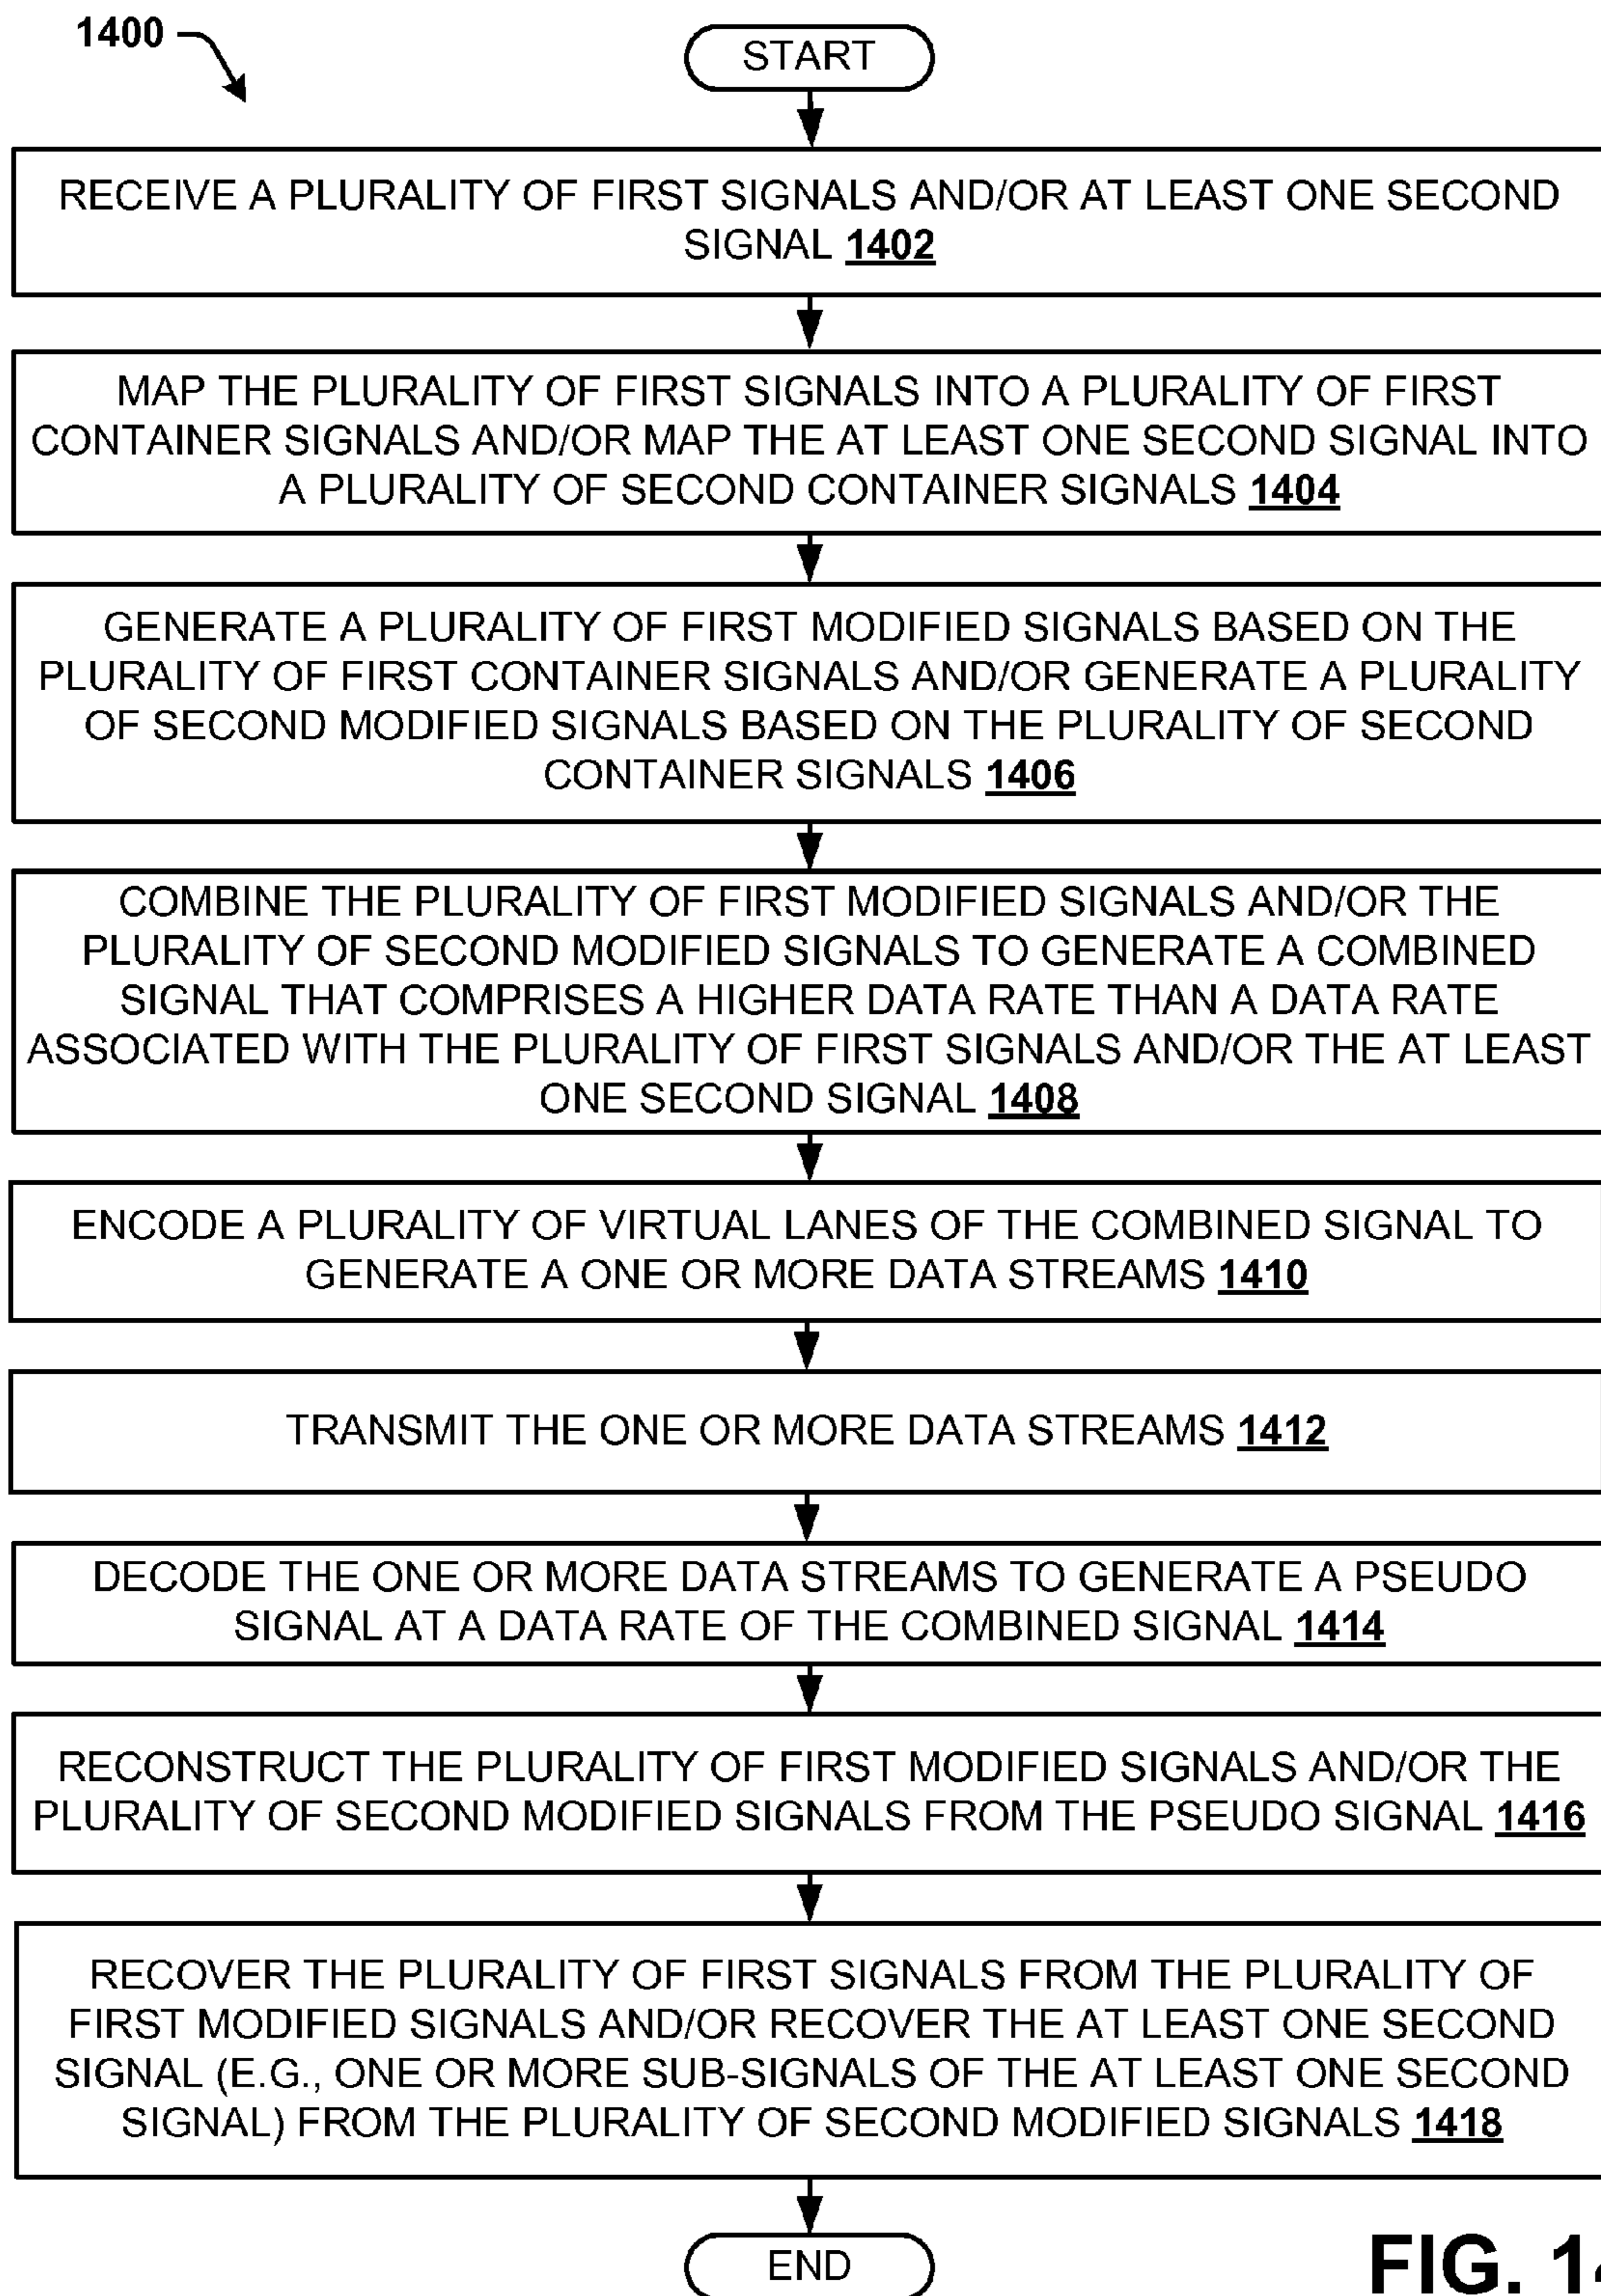 1400
START
RECEIVE A PLURALITY OF FIRST SIGNALS AND/OR AT LEAST ONE SECOND
SIGNAL 1402
MAP THE PLURALITY OF FIRST SIGNALS INTO A PLURALITY OF FIRST
CONTAINER SIGNALS AND/OR MAP THE AT LEAST ONE SECOND SIGNAL INTO
A PLURALITY OF SECOND CONTAINER SIGNALS 1404
GENERATE A PLURALITY OF FIRST MODIFIED SIGNALS BASED ON THE
PLURALITY OF FIRST CONTAINER SIGNALS AND/OR GENERATE A PLURALITY
OF SECOND MODIFIED SIGNALS BASED ON THE PLURALITY OF SECOND
CONTAINER SIGNALS 1406
COMBINE THE PLURALITY OF FIRST MODIFIED SIGNALS AND/OR THE
PLURALITY OF SECOND MODIFIED SIGNALS TO GENERATE A COMBINED
SIGNAL THAT COMPRISES A HIGHER DATA RATE THAN A DATA RATE
ASSOCIATED WITH THE PLURALITY OF FIRST SIGNALS AND/OR THE AT LEAST
ONE SECOND SIGNAL 1408
ENCODE A PLURALITY OF VIRTUAL LANES OF THE COMBINED SIGNAL TO
GENERATE A ONE OR MORE DATA STREAMS 1410
TRANSMIT THE ONE OR MORE DATA STREAMS 1412
DECODE THE ONE OR MORE DATA STREAMS TO GENERATE A PSEUDO
SIGNAL AT A DATA RATE OF THE COMBINED SIGNAL 1414
RECONSTRUCT THE PLURALITY OF FIRST MODIFIED SIGNALS AND/OR THE
PLURALITY OF SECOND MODIFIED SIGNALS FROM THE PSEUDO SIGNAL 1416
RECOVER THE PLURALITY OF FIRST SIGNALS FROM THE PLURALITY OF
FIRST MODIFIED SIGNALS AND/OR RECOVER THE AT LEAST ONE SECOND
SIGNAL (E.G., ONE OR MORE SUB-SIGNALS OF THE AT LEAST ONE SECOND
SIGNAL) FROM THE PLURALITY OF SECOND MODIFIED SIGNALS 1418
END
FIG. 14